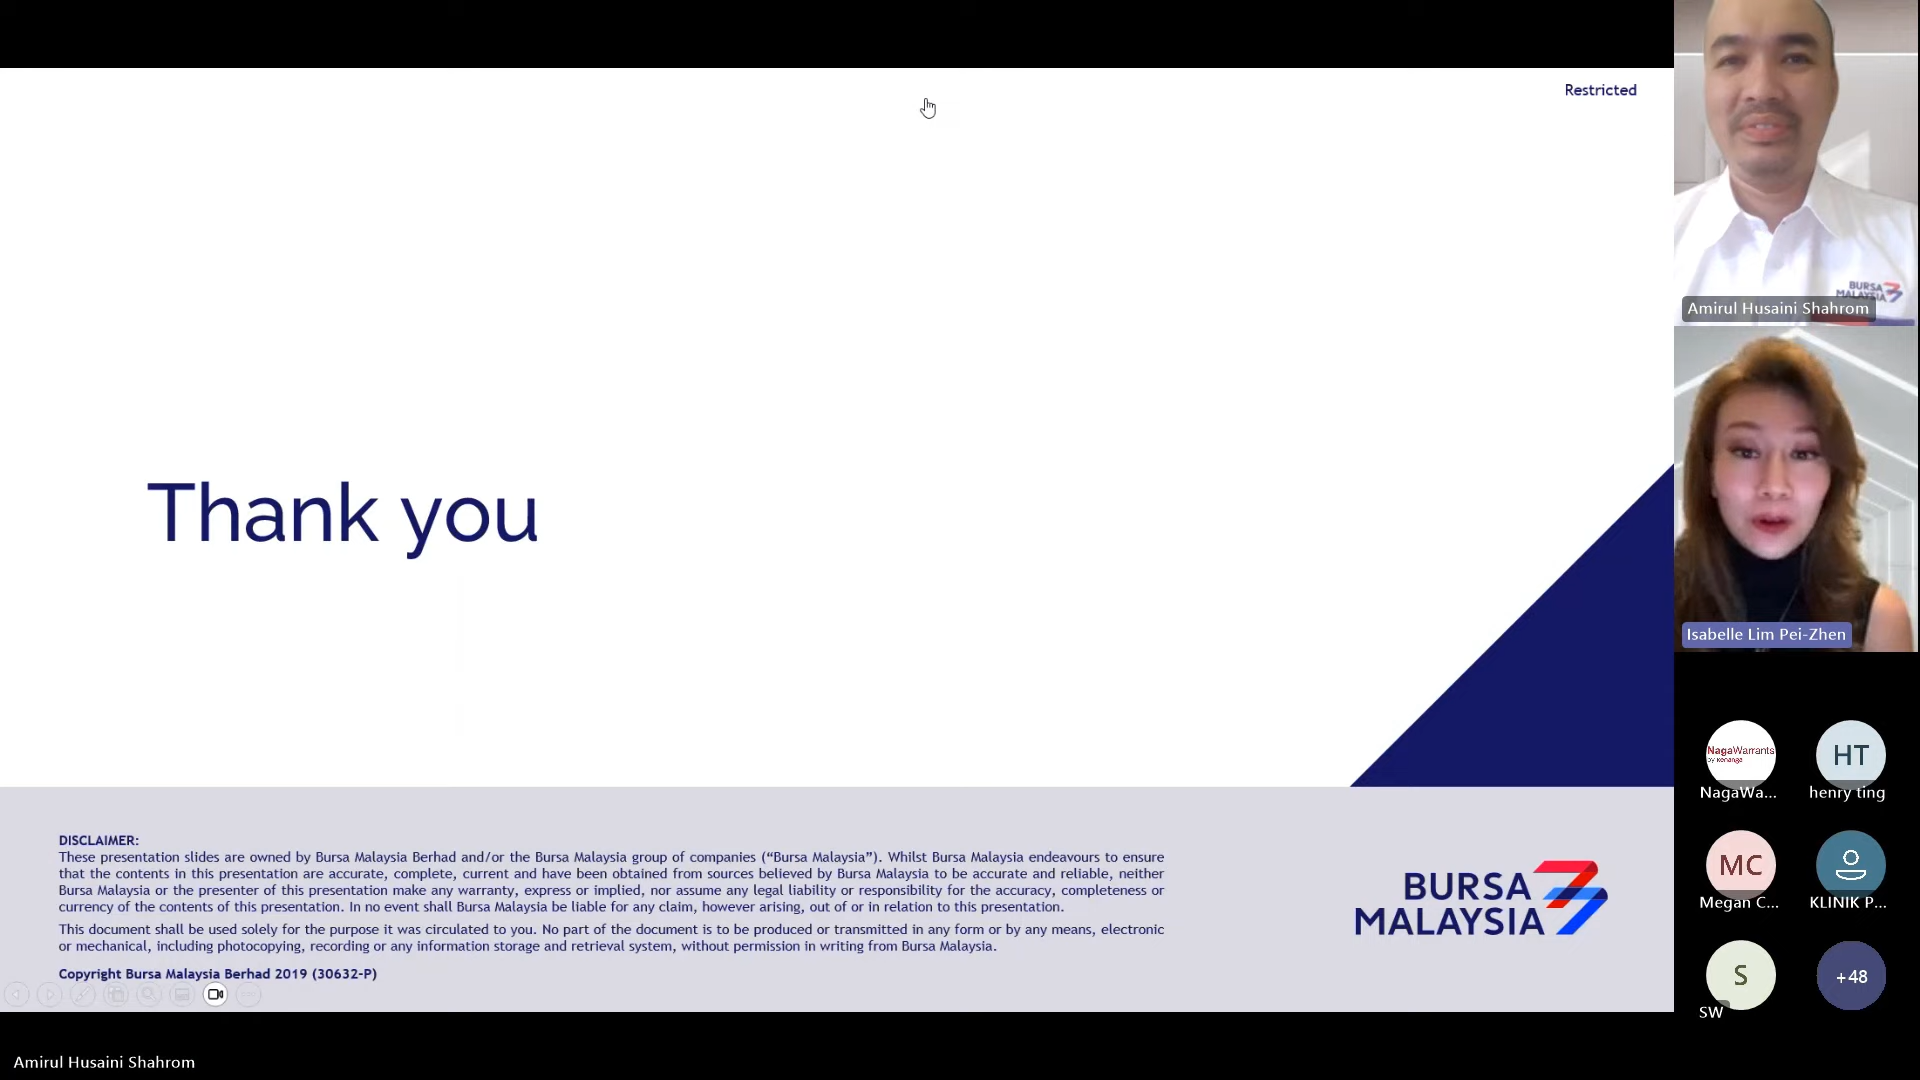 Restricted
Thank you
DISCLAIMER:
These presentation slides are owned by Bursa Malaysia Berhad and/or the Bursa Malaysia group of companies (“Bursa Malaysia”). Whilst Bursa Malaysia endeavours to ensure
that the contents in this presentation are accurate, complete, current and have been obtained from sources believed by Bursa Malaysia to be accurate and reliable, neither
Bursa Malaysia or the presenter of this presentation make any warranty, express or implied, nor assume any legal liability or responsibility for the accuracy, completeness or
currency of the contents of this presentation. In no event shall Bursa Malaysia be liable for any claim, however arising, out of or in relation to this presentation.
This document shall be used solely for the purpose it was circulated to you. No part of the document is to be produced or transmitted in any form or by any means, electronic
or mechanical, including photocopying, recording or any information storage and retrieval system, without permission in writing from Bursa Malaysia.
Copyright Bursa Malaysia Berhad 2019 (30632-P)
BURSA
MALAYSIA
Amirul Husaini Shahrom
BURSA
MALAYSIA
Amirul Husaini Shahrom
Isabelle Lim Pei-Zhen
NagaWarrants
by Kenanga
NagaWa...
HT
henry ting
MC
Megan C...
KLINIK P...
S
SW
+48